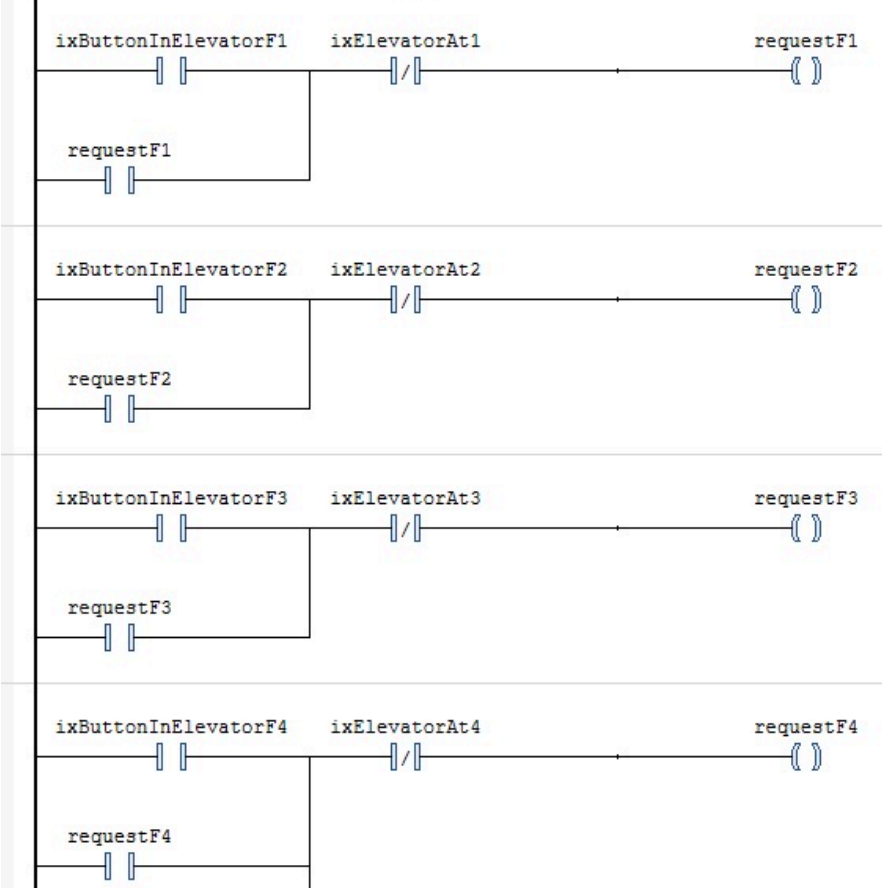 ixButtonInElevatorF1 ixElevatorAt1 requestF1
requestF1
ixButtonInElevatorF2 ixElevatorAt2 requestF2
requestF2
ixButtonInElevatorF3 ixElevatorAt3 requestF3
requestF3
ixButtonInElevatorF4 ixElevatorAt4 requestF4
requestF4